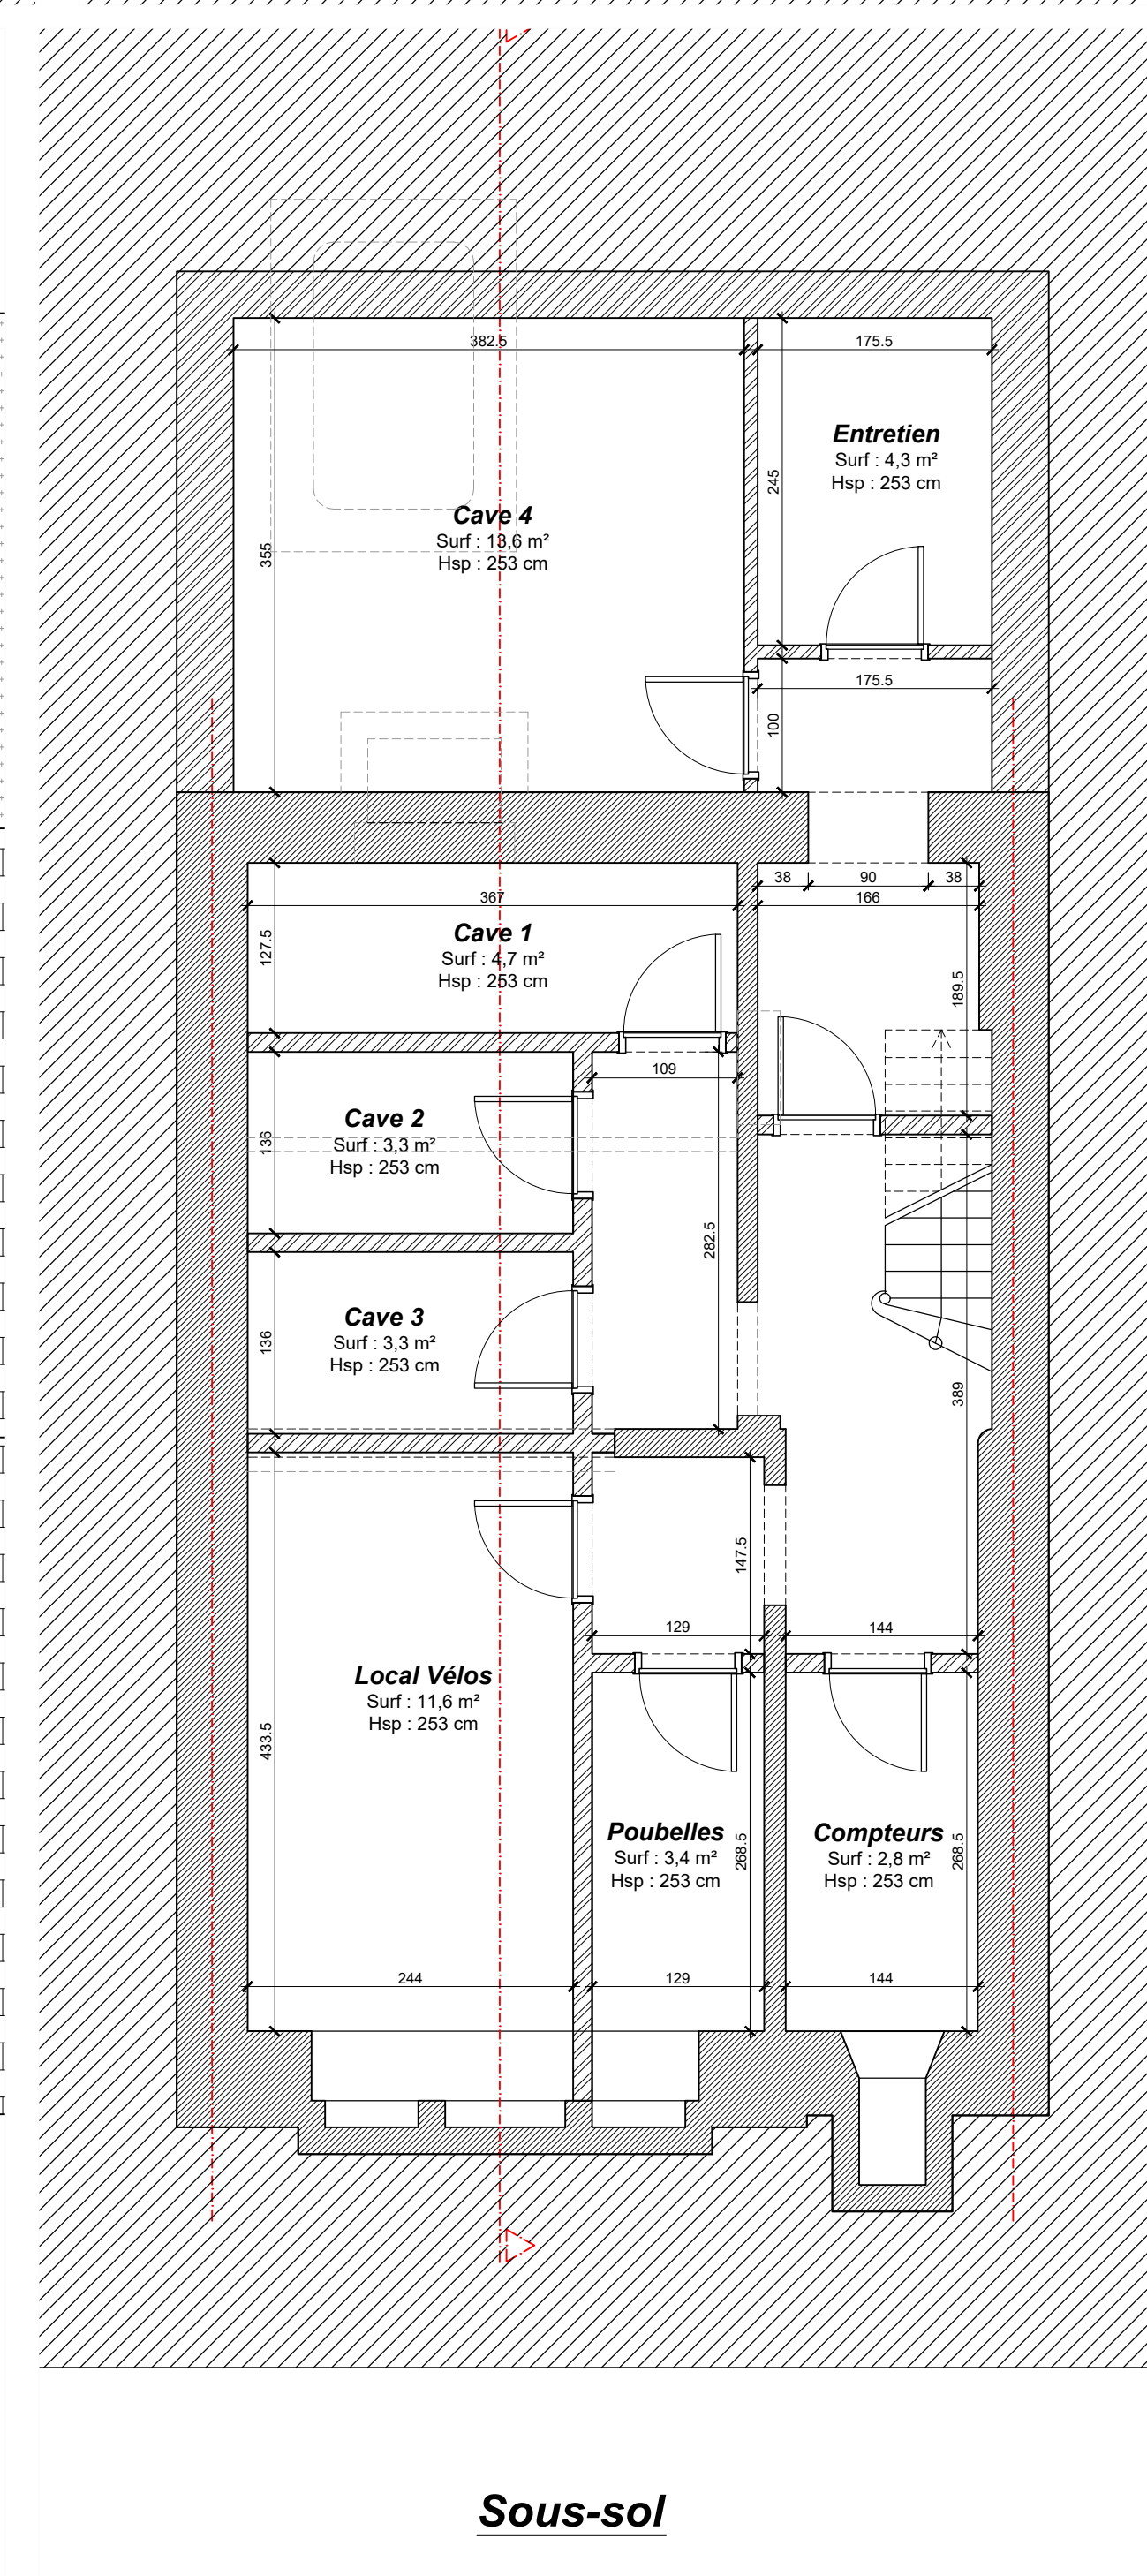 382.5
175.5
Entretien
Surf : 4,3 m²
Hsp : 253 cm
245
Cave 4
Surf : 13,6 m²
Hsp : 253 cm
355
175.5
100
38
90
38
367
166
Cave 1
Surf : 4,7 m²
Hsp : 253 cm
127.5
189.5
109
Cave 2
Surf : 3,3 m²
Hsp : 253 cm
136
282.5
Cave 3
Surf : 3,3 m²
Hsp : 253 cm
136
389
147.5
129
144
Local Vélos
Surf : 11,6 m²
Hsp : 253 cm
433.5
Poubelles
Surf : 3,4 m²
Hsp : 253 cm
268.5
Compteurs
Surf : 2,8 m²
Hsp : 253 cm
268.5
244
129
144
Sous-sol